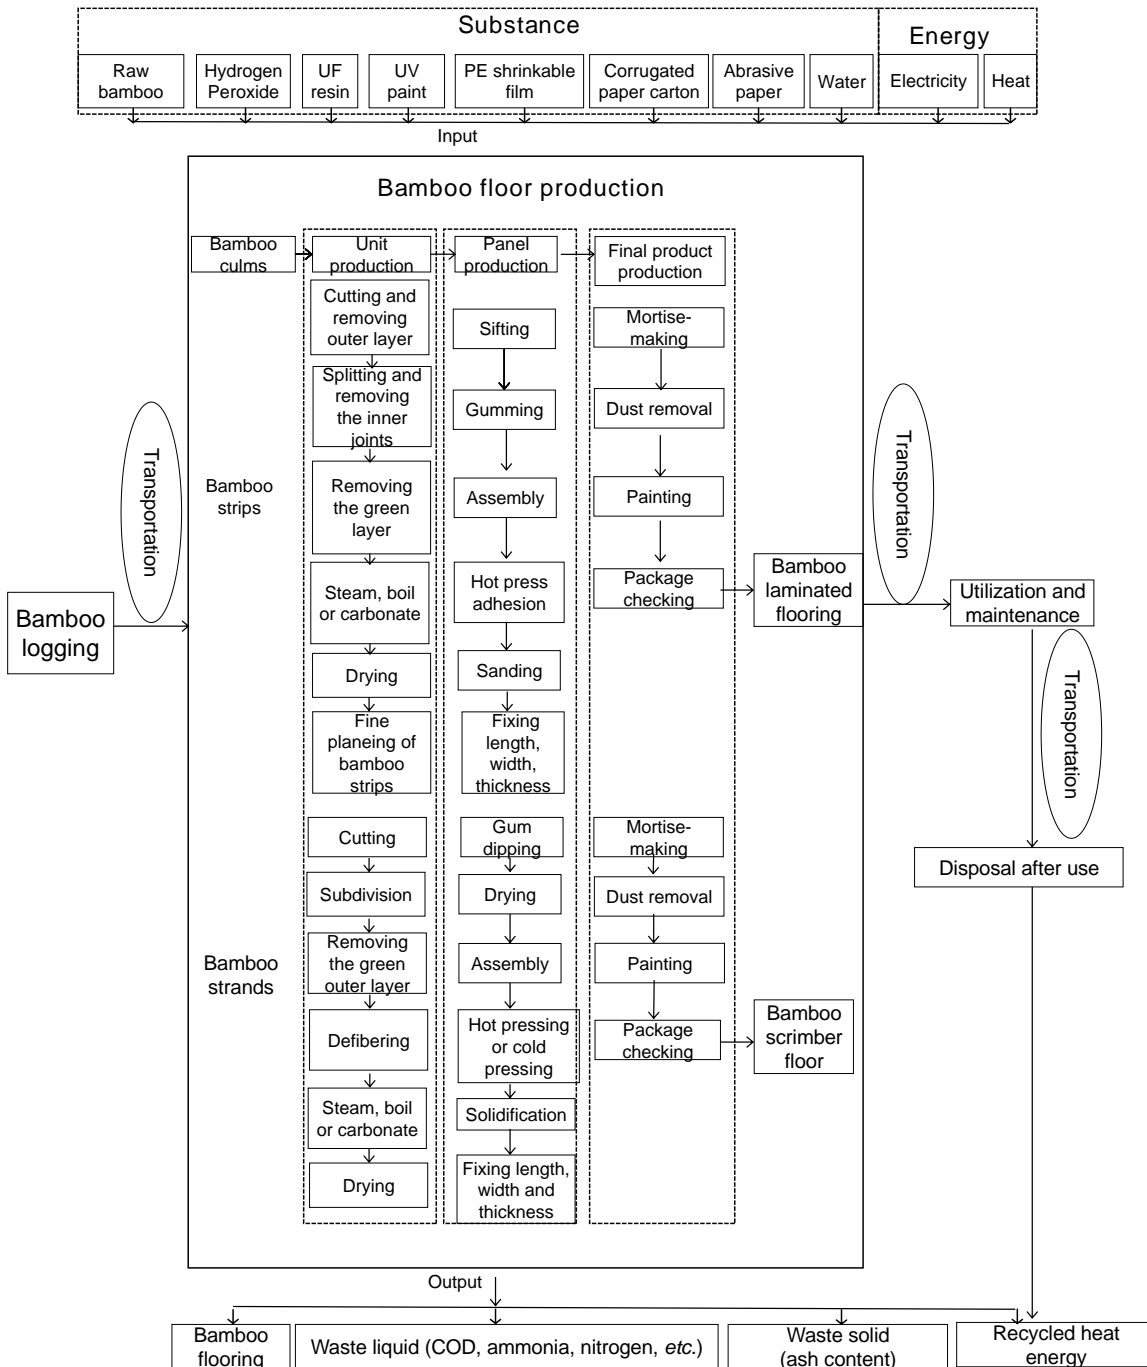 Substance
Energy
Raw
bamboo
Hydrogen
Peroxide
UF
resin
UV
paint
PE shrinkable
film
Corrugated
paper carton
Abrasive
paper
Water
Electricity
Heat
Input
Bamboo floor production
Bamboo
culms
Unit
production
Panel
production
Final product
production
Cutting and
removing
outer layer
Splitting and
removing
the inner
joints
Removing
the green
layer
Steam, boil
or carbonate
Drying
Fine
planeing of
bamboo
strips
Sifting
Gumming
Assembly
Hot press
adhesion
Sanding
Fixing
length,
width,
thickness
Mortise-
making
Dust removal
Painting
Package
checking
Bamboo
strips
Bamboo
laminated
flooring
Bamboo
logging
Transportation
Transportation
Utilization and
maintenance
Transportation
Disposal after use
Bamboo
strands
Cutting
Subdivision
Removing
the green
outer layer
Defibering
Steam, boil
or carbonate
Drying
Gum
dipping
Drying
Assembly
Hot pressing
or cold
pressing
Solidification
Fixing length,
width and
thickness
Mortise-
making
Dust removal
Painting
Package
checking
Bamboo
scrimber
floor
Output
Bamboo
flooring
Waste liquid (COD, ammonia, nitrogen, etc.)
Waste solid
(ash content)
Recycled heat
energy